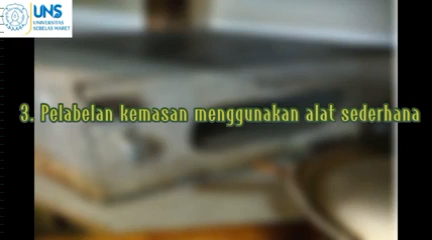 UNS
UNIVERSITAS
SEBELAS MARET
3. Pelabelan kemasan menggunakan alat sederhana